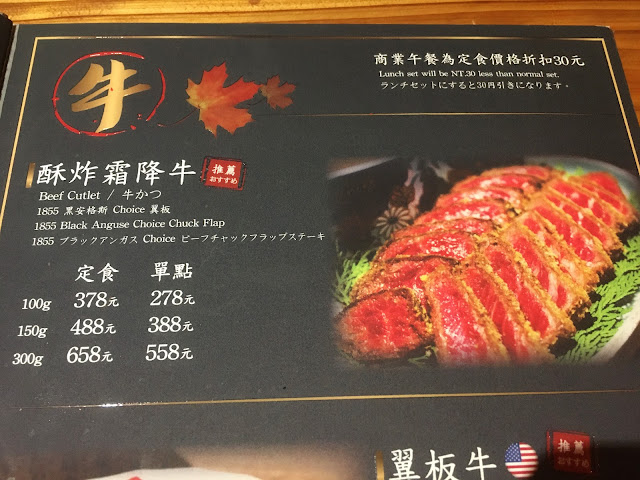 牛
商業午餐為定食價格折扣30元
Lunch set will be NT.30 less than normal set.
ランチセットにすると30円引きになります。
酥炸霜降牛 推薦 おすすめ
Beef Cutlet / 牛かつ
1855 黑安格斯 Choice 翼板
1855 Black Anguse Choice Chuck Flap
1855 ブラックアンガス Choice ビーフチャックフラップステーキ
定食 單點
100g 378元 278元
150g 488元 388元
300g 658元 558元
翼板牛 推薦 おすすめ